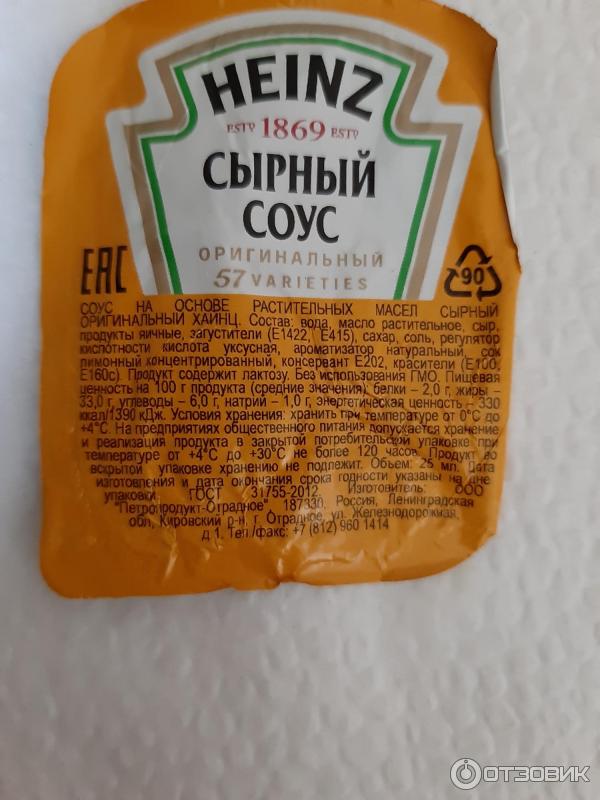 HEINZ
ESTD 1869 ESTD
СЫРНЫЙ
СОУС
ОРИГИНАЛЬНЫЙ
57 VARIETIES
EAC
90
СОУС НА ОСНОВЕ РАСТИТЕЛЬНЫХ МАСЕЛ СЫРНЫЙ
ОРИГИНАЛЬНЫЙ ХАЙНЦ. Состав: вода, масло растительное, сыр,
продукты яичные, загустители (Е1422, Е415), сахар, соль, регулятор
кислотности кислота уксусная, ароматизатор натуральный, сок
лимонный концентрированный, консервант Е202, красители (Е100,
Е160с). Продукт содержит лактозу. Без использования ГМО. Пищевая
ценность на 100 г продукта (средние значения): белки – 2,0 г, жиры –
33,0 г, углеводы – 6,0 г, натрий – 1,0 г, энергетическая ценность – 330
ккал/1390 кДж. Условия хранения: хранить при температуре от 0°С до
+4°С. На предприятиях общественного питания допускается хранение
и реализация продукта в закрытой потребительской упаковке при
температуре от +4°С до +30°С не более 120 часов. Продукт во
вскрытой упаковке хранению не подлежит. Объем: 25 мл. Дата
изготовления и дата окончания срока годности указаны на дне
упаковки. ГОСТ 31755-2012. Изготовитель: ООО
"Петропродукт-Отрадное" 187330, Россия, Ленинградская
обл, Кировский р-н, г. Отрадное, ул. Железнодорожная,
д.1. Тел./факс: +7 (812) 960 1414
ОТЗОВИК